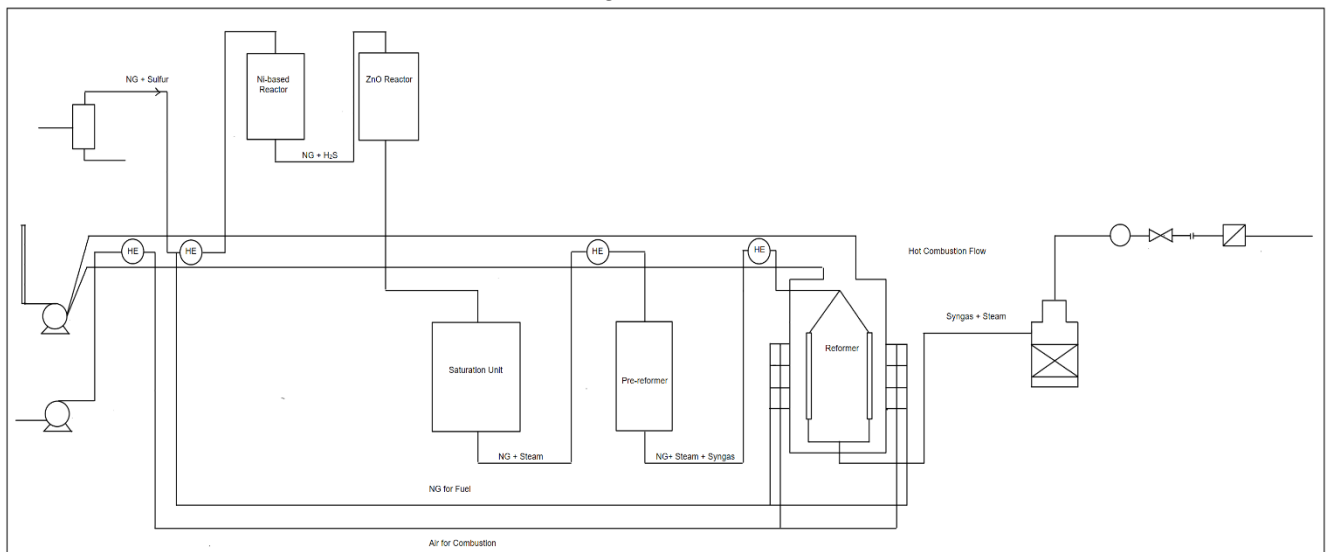 NG + Sulfur
Ni-based
Reactor
ZnO Reactor
NG + H₂S
HE
HE
HE
HE
Hot Combustion Flow
Syngas + Steam
Reformer
Saturation Unit
Pre-reformer
NG + Steam
NG+ Steam + Syngas
NG for Fuel
Air for Combustion